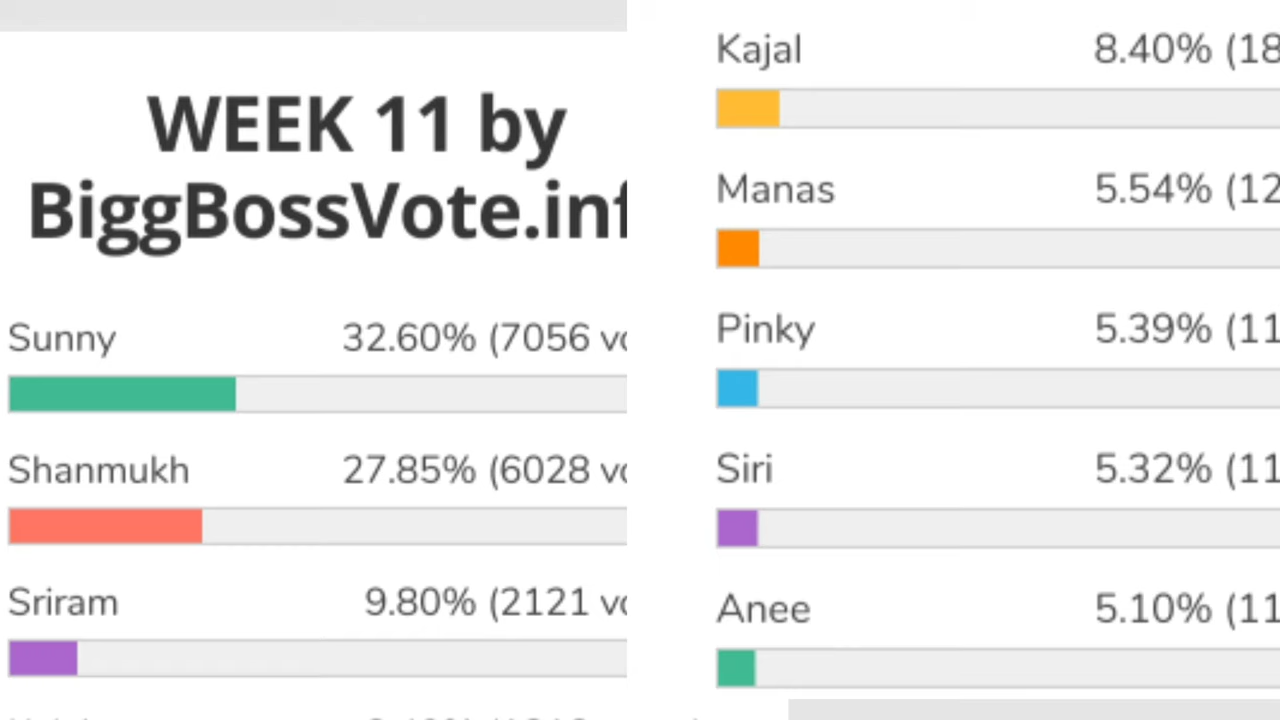 WEEK 11 by
BiggBossVote.inf
Sunny 32.60% (7056 vo
Shanmukh 27.85% (6028 vo
Sriram 9.80% (2121 vo
Kajal 8.40% (18
Manas 5.54% (12
Pinky 5.39% (11
Siri 5.32% (11
Anee 5.10% (11